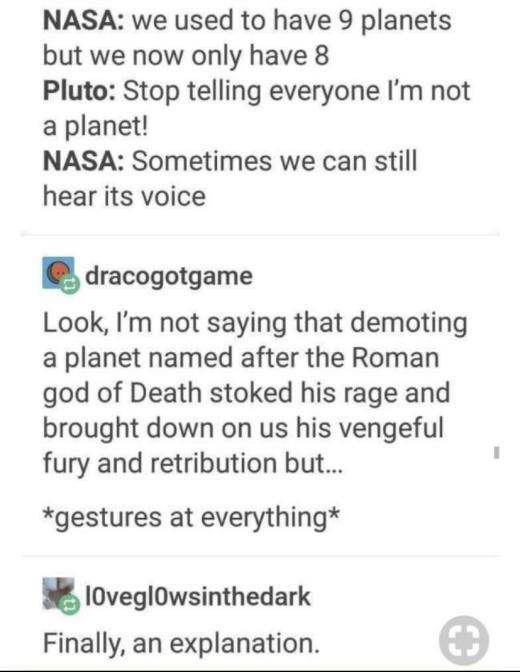 NASA: we used to have 9 planets
but we now only have 8
Pluto: Stop telling everyone I'm not
a planet!
NASA: Sometimes we can still
hear its voice
dracogotgame
Look, I'm not saying that demoting
a planet named after the Roman
god of Death stoked his rage and
brought down on us his vengeful
fury and retribution but...
*gestures at everything*
l0vegl0wsinthedark
Finally, an explanation.